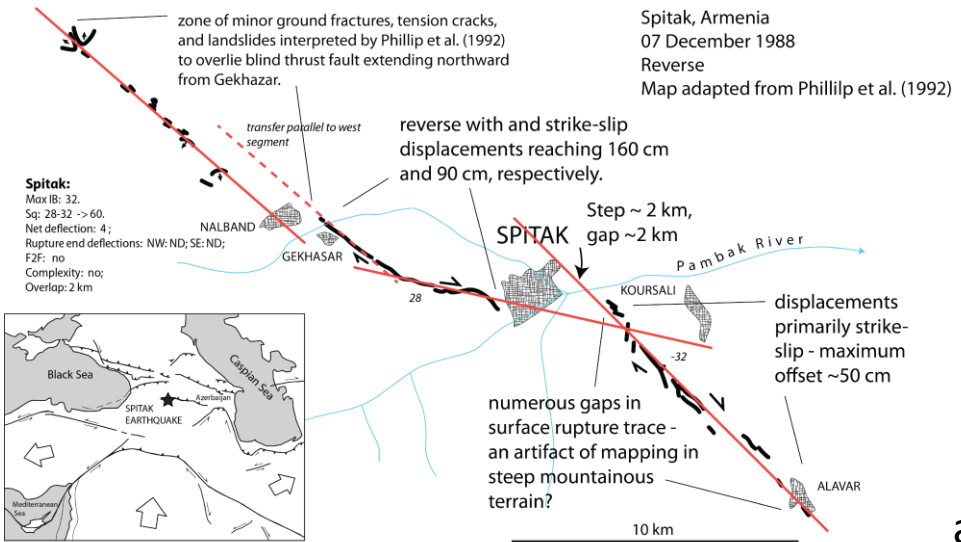 zone of minor ground fractures, tension cracks,
and landslides interpreted by Phillip et al. (1992)
to overlie blind thrust fault extending northward
from Gekhazar.
Spitak, Armenia
07 December 1988
Reverse
Map adapted from Phillilp et al. (1992)
transfer parallel to west
segment
reverse with and strike-slip
displacements reaching 160 cm
and 90 cm, respectively.
Spitak:
Max IB: 32.
Sq: 28-32 -> 60.
Net deflection: 4 ;
Rupture end deflections: NW: ND; SE: ND;
F2F: no
Complexity: no;
Overlap: 2 km
NALBAND
GEKHASAR
SPITAK
Step ~ 2 km,
gap ~2 km
Pambak River
KOURSALI
28
-32
displacements
primarily strike-
slip - maximum
offset ~50 cm
numerous gaps in
surface rupture trace -
an artifact of mapping in
steep mountainous
terrain?
ALAVAR
10 km
a
Black Sea
Caspian Sea
Azerbaijan
SPITAK
EARTHQUAKE
Mediterranean
Sea